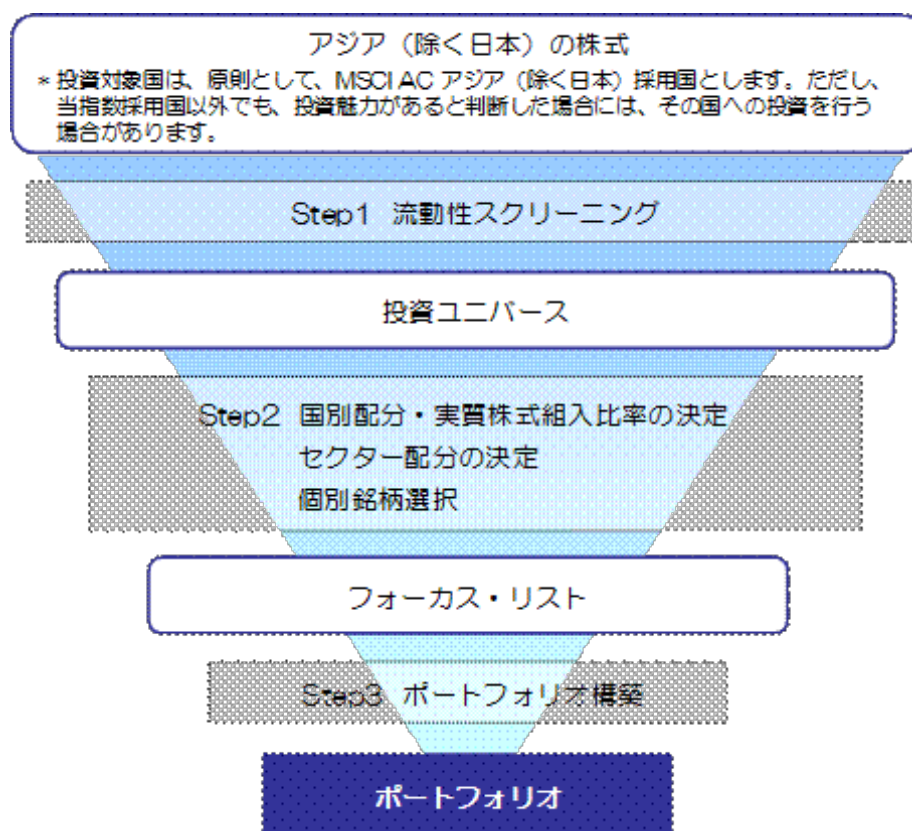 アジア（除く日本）の株式
* 投資対象国は、原則として、MSCI AC アジア（除く日本）採用国とします。ただし、
当指数採用国以外でも、投資魅力があると判断した場合には、その国への投資を行う
場合があります。
Step1 流動性スクリーニング
投資ユニバース
Step2 国別配分・実質株式組入比率の決定
セクター配分の決定
個別銘柄選択
フォーカス・リスト
Step3 ポートフォリオ構築
ポートフォリオ